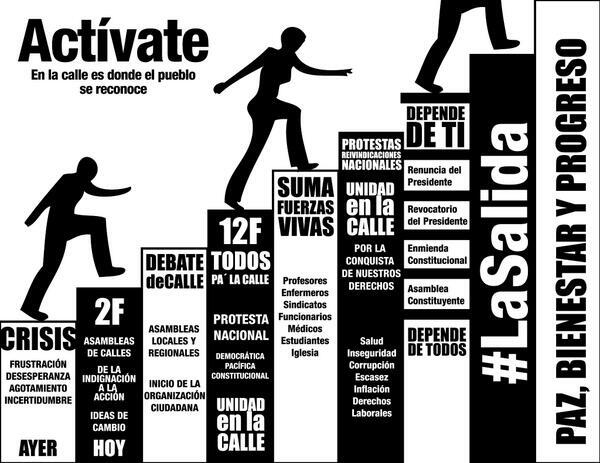 Actívate
En la calle es donde el pueblo
se reconoce
CRISIS
FRUSTRACIÓN
DESESPERANZA
AGOTAMIENTO
INCERTIDUMBRE
AYER
2F
ASAMBLEAS
DE CALLES
DE LA
INDIGNACIÓN
A LA
ACCIÓN
IDEAS DE
CAMBIO
HOY
DEBATE
deCALLE
ASAMBLEAS
LOCALES Y
REGIONALES
INICIO DE LA
ORGANIZACIÓN
CIUDADANA
12F
TODOS
PA´ LA CALLE
PROTESTA
NACIONAL
DEMOCRÁTICA
PACÍFICA
CONSTITUCIONAL
UNIDAD
en la
CALLE
SUMA
FUERZAS
VIVAS
Profesores
Enfermeros
Sindicatos
Funcionarios
Médicos
Estudiantes
Iglesia
PROTESTAS
REIVINDICACIONES
NACIONALES
UNIDAD
en la
CALLE
POR LA
CONQUISTA
DE NUESTROS
DERECHOS
Salud
Inseguridad
Corrupción
Escasez
Inflación
Derechos
Laborales
DEPENDE
DE TI
Renuncia del
Presidente
Revocatorio
del Presidente
Enmienda
Constitucional
Asamblea
Constituyente
DEPENDE
DE TODOS
#LaSalida
PAZ, BIENESTAR Y PROGRESO